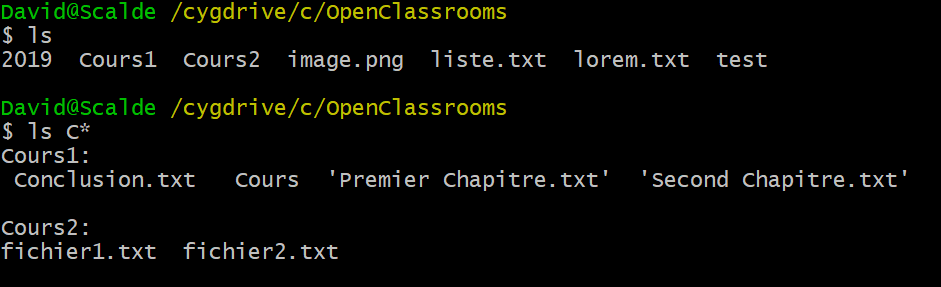 David@Scalde /cygdrive/c/OpenClassrooms
$ ls
2019  Cours1  Cours2  image.png  liste.txt  lorem.txt  test
David@Scalde /cygdrive/c/OpenClassrooms
$ ls C*
Cours1:
 Conclusion.txt   Cours  'Premier Chapitre.txt'  'Second Chapitre.txt'
Cours2:
fichier1.txt  fichier2.txt